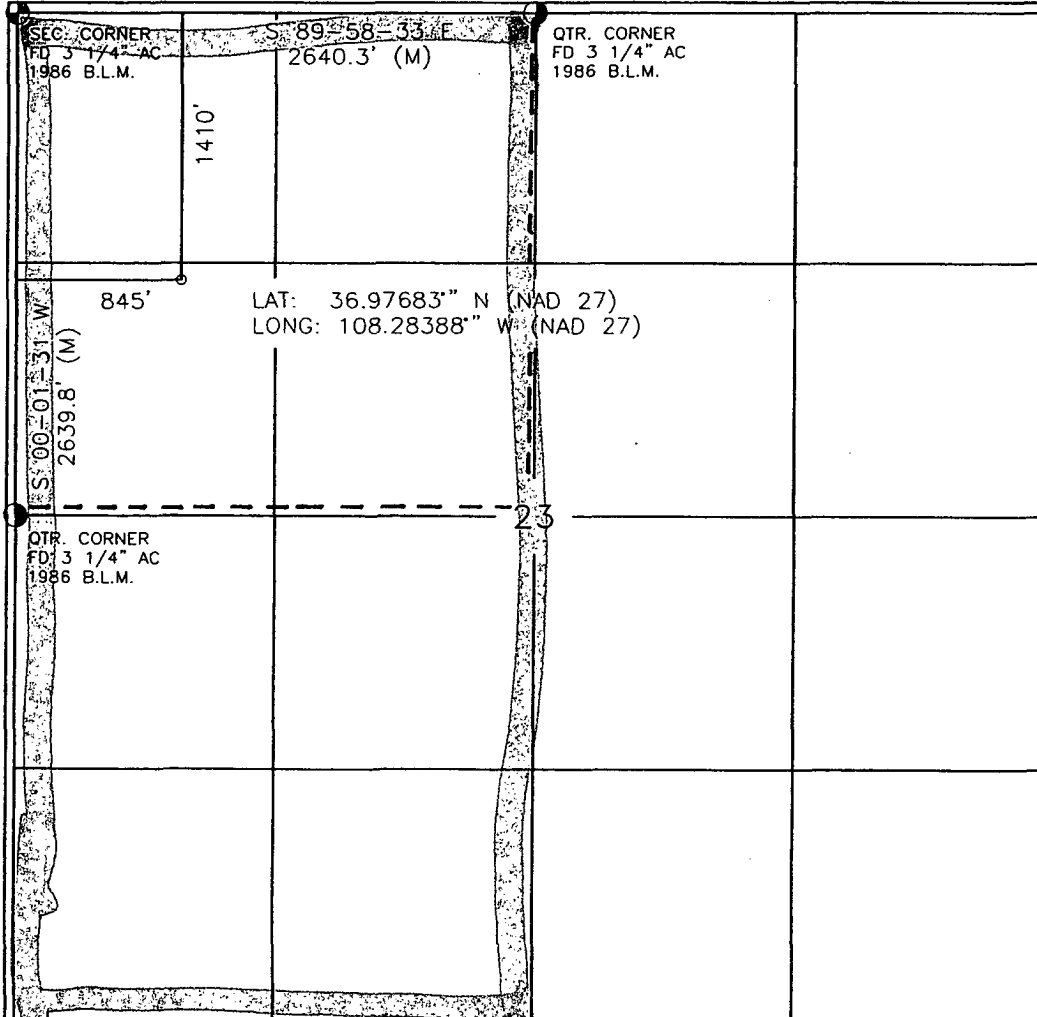 SEC. CORNER
FD 3 1/4" AC
1986 B.L.M.
S 89-58-33 E
2640.3' (M)
QTR. CORNER
FD 3 1/4" AC
1986 B.L.M.
1410'
845'
LAT: 36.97683°" N (NAD 27)
LONG: 108.28388°" W (NAD 27)
S 00-01-31 W
2639.8' (M)
23
QTR. CORNER
FD 3 1/4" AC
1986 B.L.M.